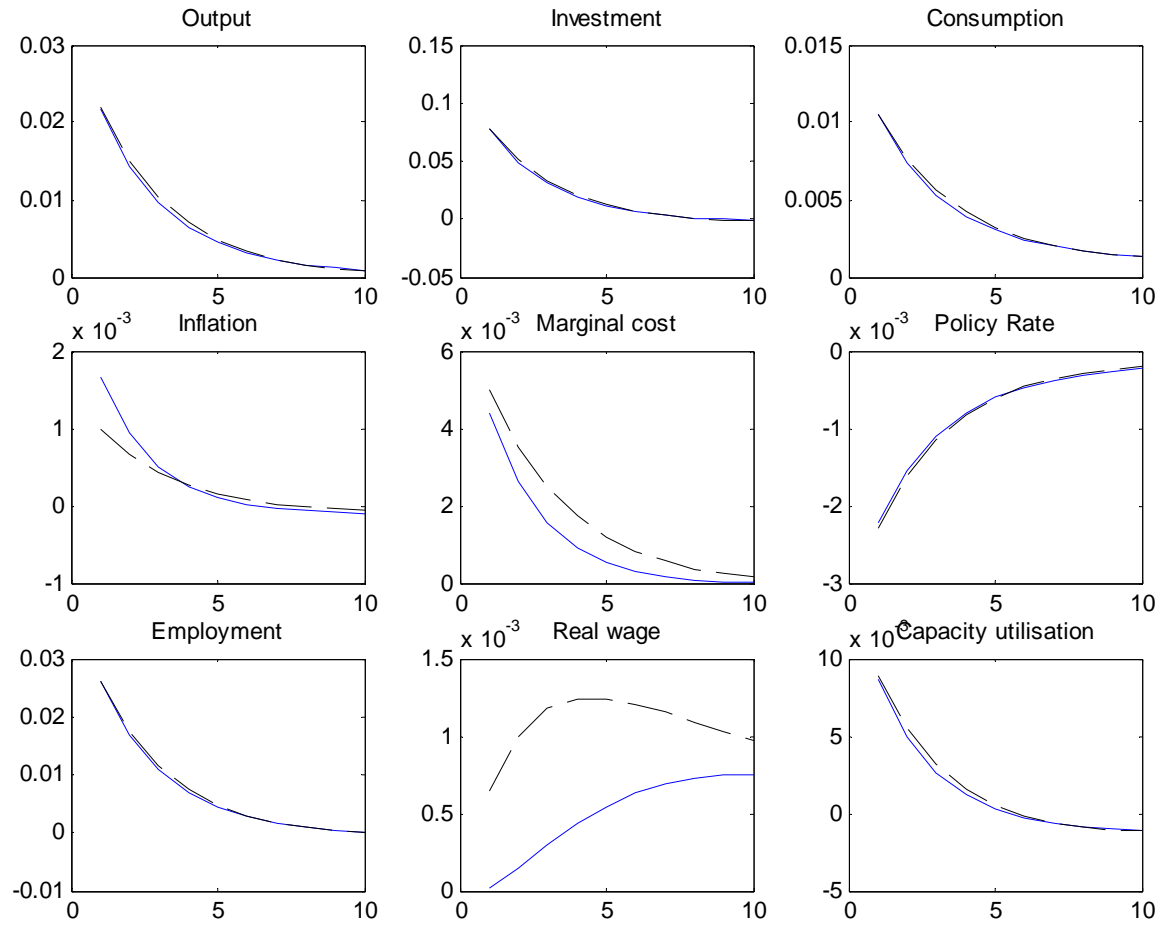 Output
0.03
0.02
0.01
0
0 5 10
Investment
0.15
0.1
0.05
0
-0.05
0 5 10
Consumption
0.015
0.01
0.005
0
0 5 10
Inflation
x 10^-3
2
1
0
-1
0 5 10
Marginal cost
x 10^-3
6
4
2
0
0 5 10
Policy Rate
x 10^-3
0
-1
-2
-3
0 5 10
Employment
0.03
0.02
0.01
0
-0.01
0 5 10
Real wage
x 10^-3
1.5
1
0.5
0
0 5 10
Capacity utilisation
x 10^-3
10
5
0
-5
0 5 10